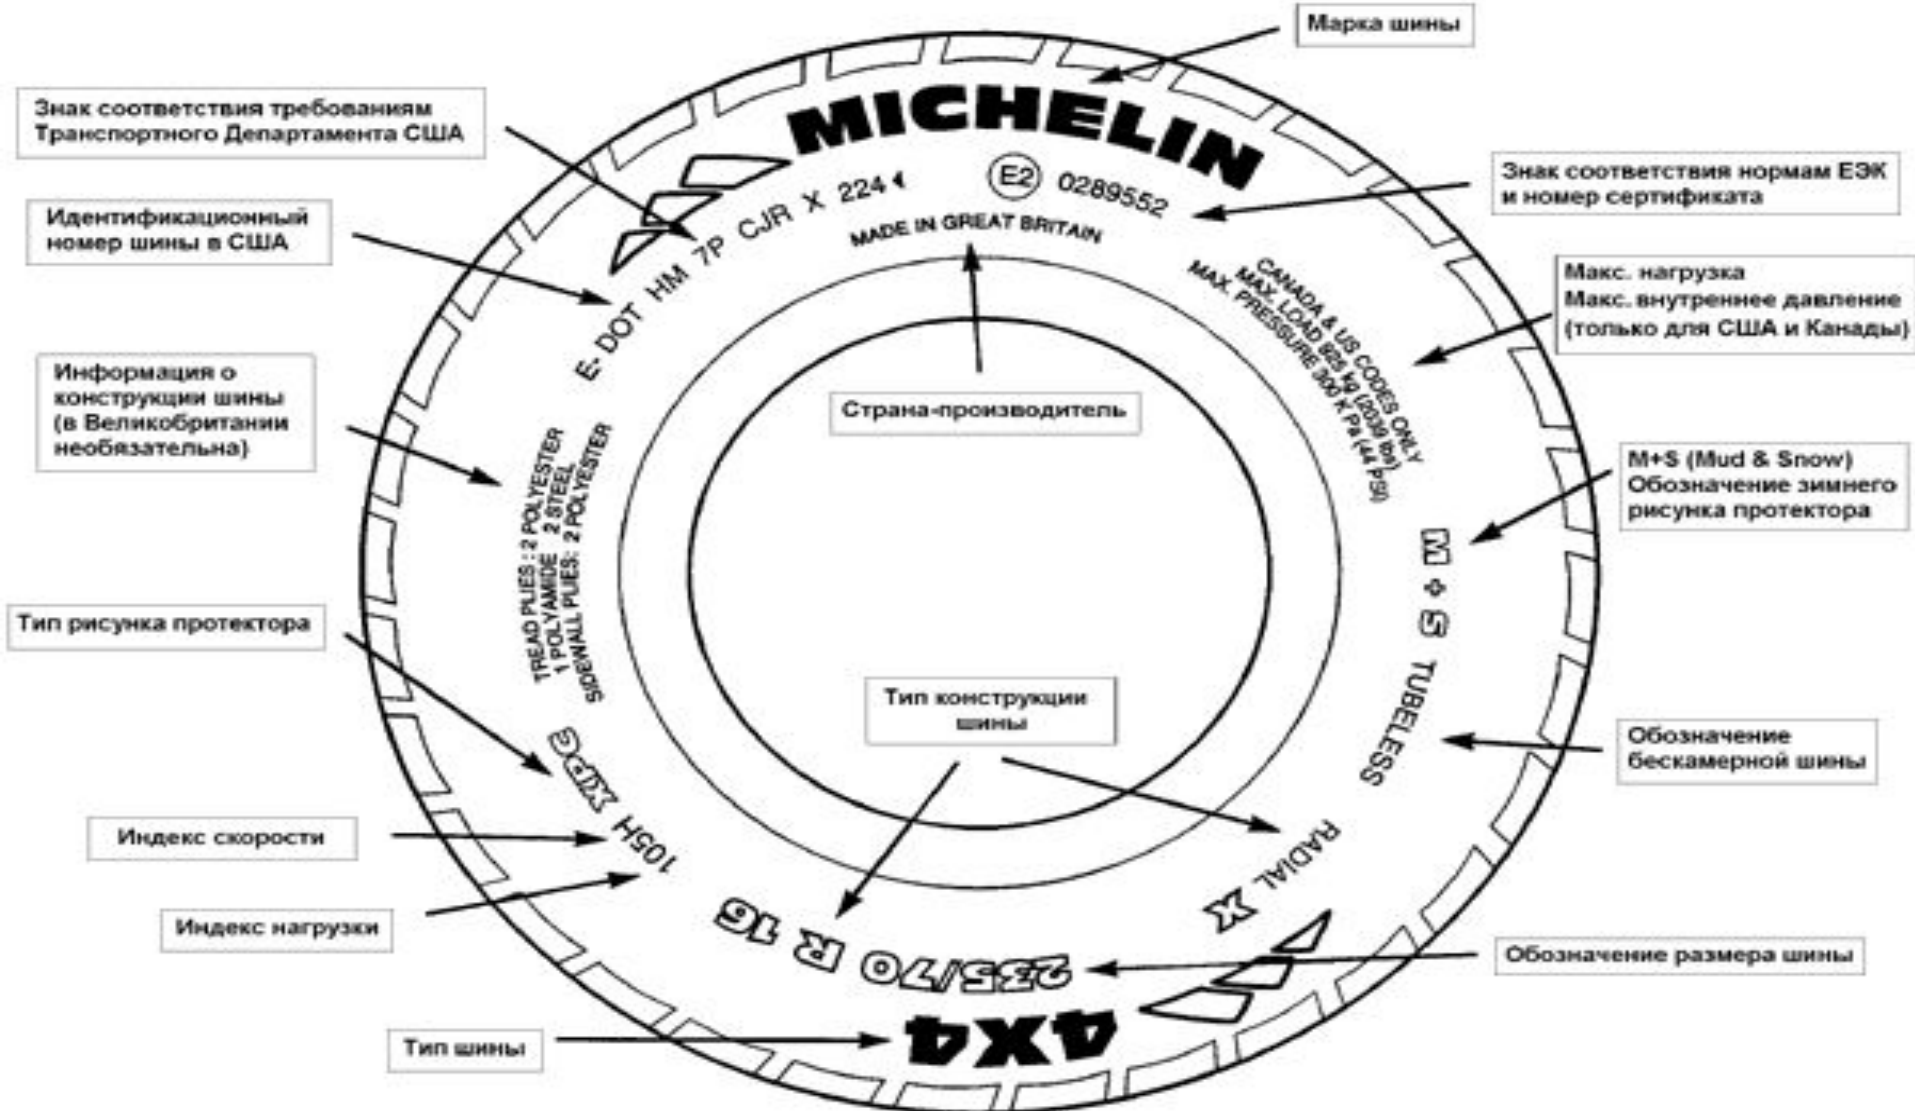 Марка шины
MICHELIN
Знак соответствия требованиям
Транспортного Департамента США
E2 0289552
Знак соответствия нормам ЕЭК
и номер сертификата
Идентификационный
номер шины в США
E- DOT HM 7P CJR X 224
MADE IN GREAT BRITAIN
CANADA & US CODES ONLY
MAX. LOAD 925 kg (2039 lbs)
MAX. PRESSURE 300 K Pa (44 PSI)
Макс. нагрузка
Макс. внутреннее давление
(только для США и Канады)
Информация о
конструкции шины
(в Великобритании
необязательна)
Страна-производитель
TREAD PLIES : 2 POLYESTER
1 POLYAMIDE 2 STEEL
SIDEWALL PLIES: 2 POLYESTER
M+S (Mud & Snow)
Обозначение зимнего
рисунка протектора
M + S TUBELESS
Тип рисунка протектора
Тип конструкции
шины
Обозначение
бескамерной шины
105H XPC
RADIAL X
Индекс скорости
Индекс нагрузки
235/70 R 16
Обозначение размера шины
4X4
Тип шины